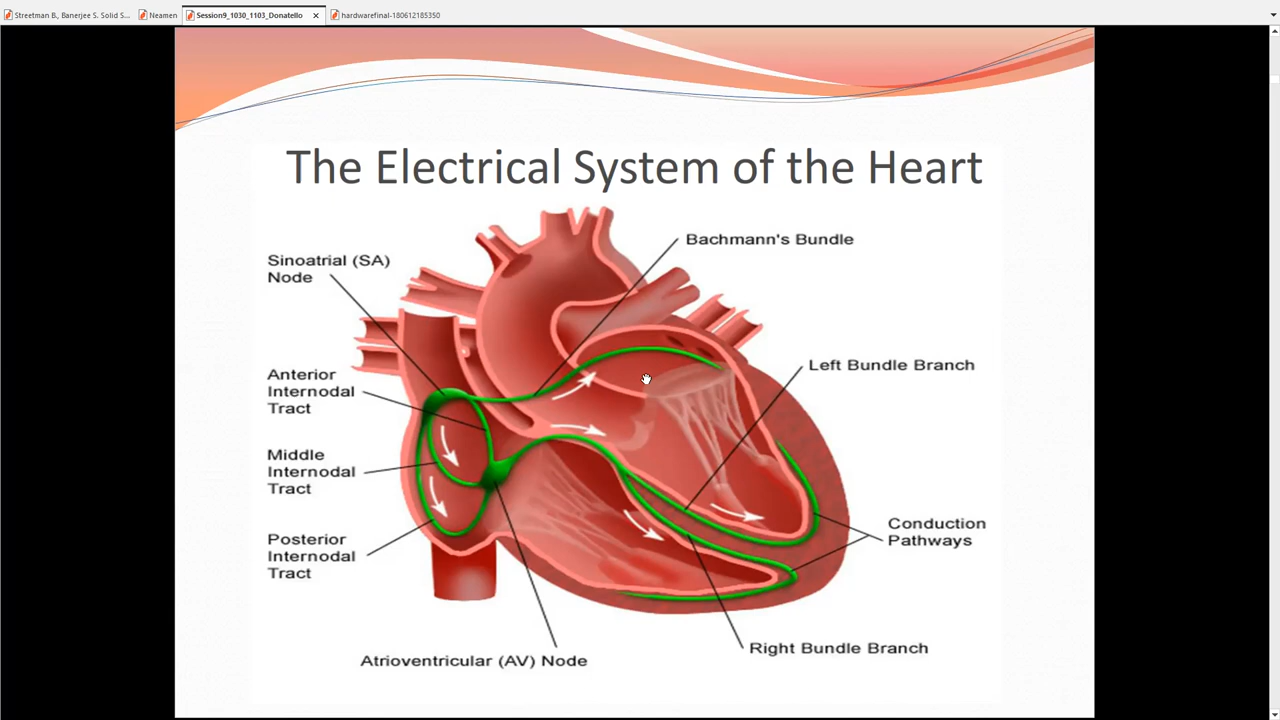 Streetman B., Banerjee S. Solid S...
Neamen
Session9_1030_1103_Donatello
hardwarefinal-180612185350
The Electrical System of the Heart
Bachmann's Bundle
Sinoatrial (SA)
Node
Left Bundle Branch
Anterior
Internodal
Tract
Middle
Internodal
Tract
Conduction
Pathways
Posterior
Internodal
Tract
Right Bundle Branch
Atrioventricular (AV) Node